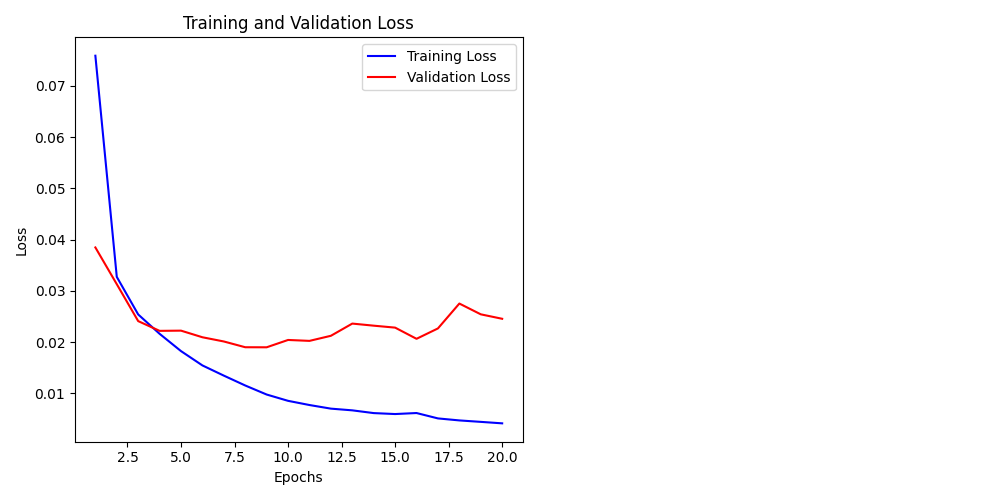 Training and Validation Loss
Training Loss
Validation Loss
0.07
0.06
0.05
0.04
0.03
0.02
0.01
Loss
2.5 5.0 7.5 10.0 12.5 15.0 17.5 20.0
Epochs